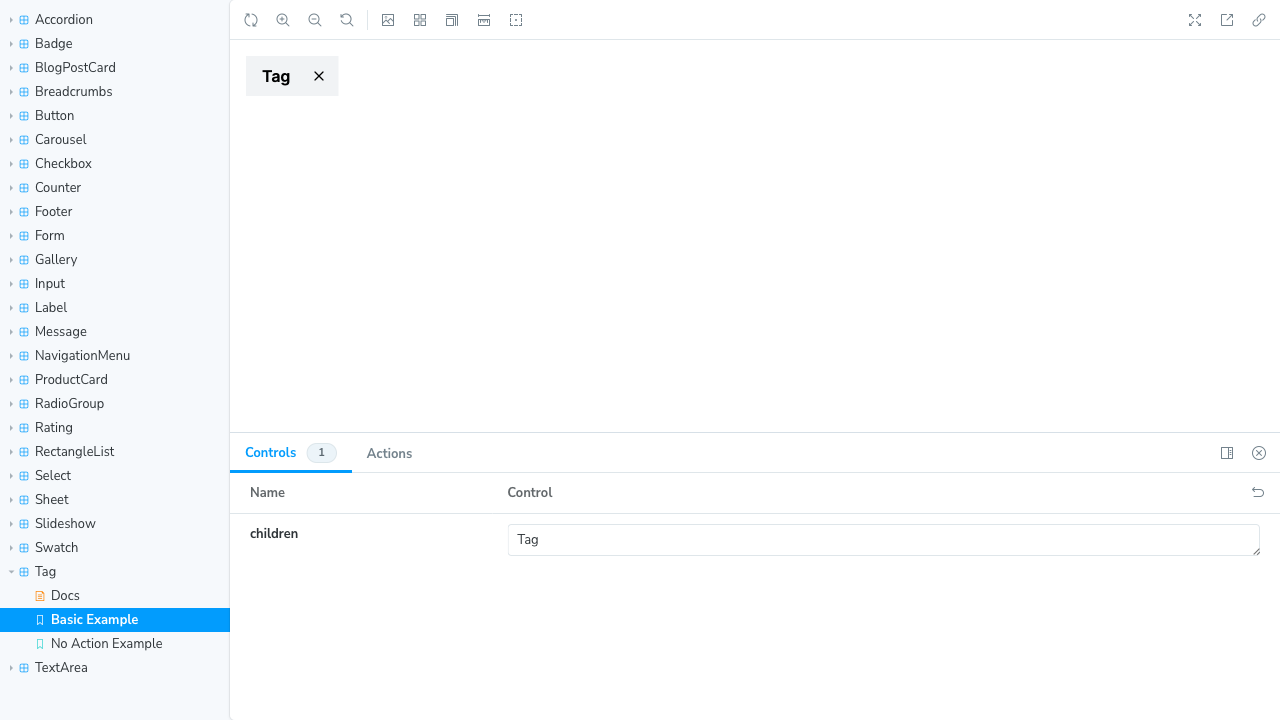 Accordion
Badge
BlogPostCard
Breadcrumbs
Button
Carousel
Checkbox
Counter
Footer
Form
Gallery
Input
Label
Message
NavigationMenu
ProductCard
RadioGroup
Rating
RectangleList
Select
Sheet
Slideshow
Swatch
Tag
Docs
Basic Example
No Action Example
TextArea
Tag
Controls 1 Actions
Name Control
children Tag